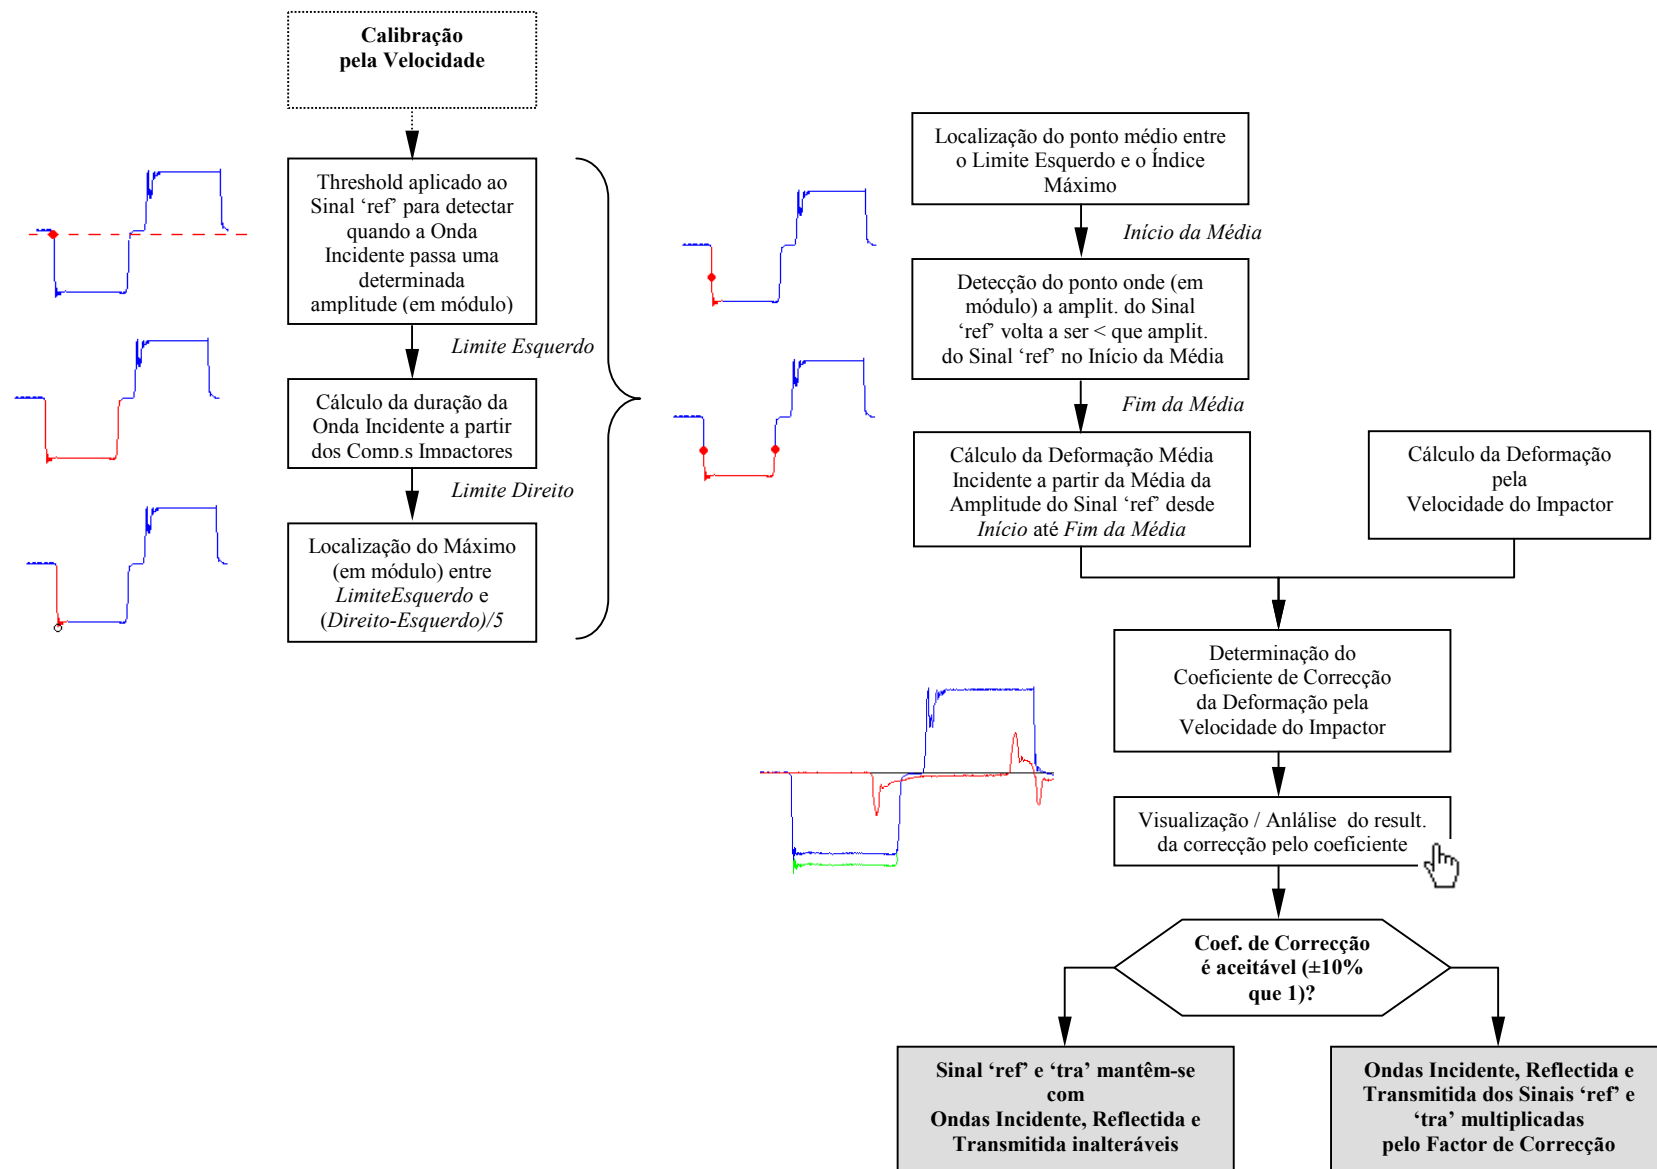 Calibração
pela Velocidade
Threshold aplicado ao
Sinal ‘ref’ para detectar
quando a Onda
Incidente passa uma
determinada
amplitude (em módulo)
Limite Esquerdo
Cálculo da duração da
Onda Incidente a partir
dos Comp.s Impactores
Limite Direito
Localização do Máximo
(em módulo) entre
LimiteEsquerdo e
(Direito-Esquerdo)/5
Localização do ponto médio entre
o Limite Esquerdo e o Índice
Máximo
Início da Média
Detecção do ponto onde (em
módulo) a amplit. do Sinal
‘ref’ volta a ser < que amplit.
do Sinal ‘ref’ no Início da Média
Fim da Média
Cálculo da Deformação Média
Incidente a partir da Média da
Amplitude do Sinal ‘ref’ desde
Início até Fim da Média
Cálculo da Deformação
pela
Velocidade do Impactor
Determinação do
Coeficiente de Correcção
da Deformação pela
Velocidade do Impactor
Visualização / Anlálise do result.
da correcção pelo coeficiente
Coef. de Correcção
é aceitável (±10%
que 1)?
Sinal ‘ref’ e ‘tra’ mantêm-se
com
Ondas Incidente, Reflectida e
Transmitida inalteráveis
Ondas Incidente, Reflectida e
Transmitida dos Sinais ‘ref’ e
‘tra’ multiplicadas
pelo Factor de Correcção